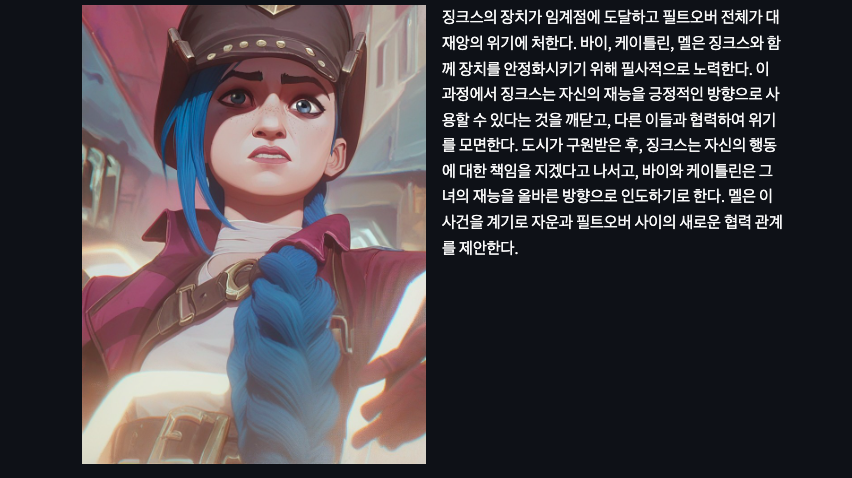 징크스의 장치가 임계점에 도달하고 필트오버 전체가 대
재앙의 위기에 처한다. 바이, 케이틀린, 멜은 징크스와 함
께 장치를 안정화시키기 위해 필사적으로 노력한다. 이
과정에서 징크스는 자신의 재능을 긍정적인 방향으로 사
용할 수 있다는 것을 깨닫고, 다른 이들과 협력하여 위기
를 모면한다. 도시가 구원받은 후, 징크스는 자신의 행동
에 대한 책임을 지겠다고 나서고, 바이와 케이틀린은 그
녀의 재능을 올바른 방향으로 인도하기로 한다. 멜은 이
사건을 계기로 자운과 필트오버 사이의 새로운 협력 관계
를 제안한다.